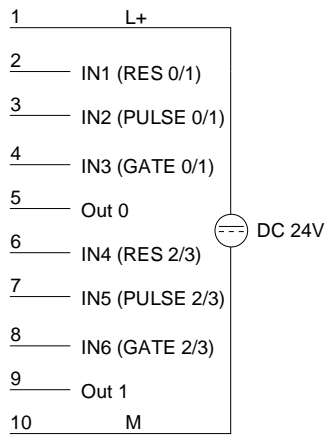 1 L+
2 IN1 (RES 0/1)
3 IN2 (PULSE 0/1)
4 IN3 (GATE 0/1)
5 Out 0
DC 24V
6 IN4 (RES 2/3)
7 IN5 (PULSE 2/3)
8 IN6 (GATE 2/3)
9 Out 1
10 M